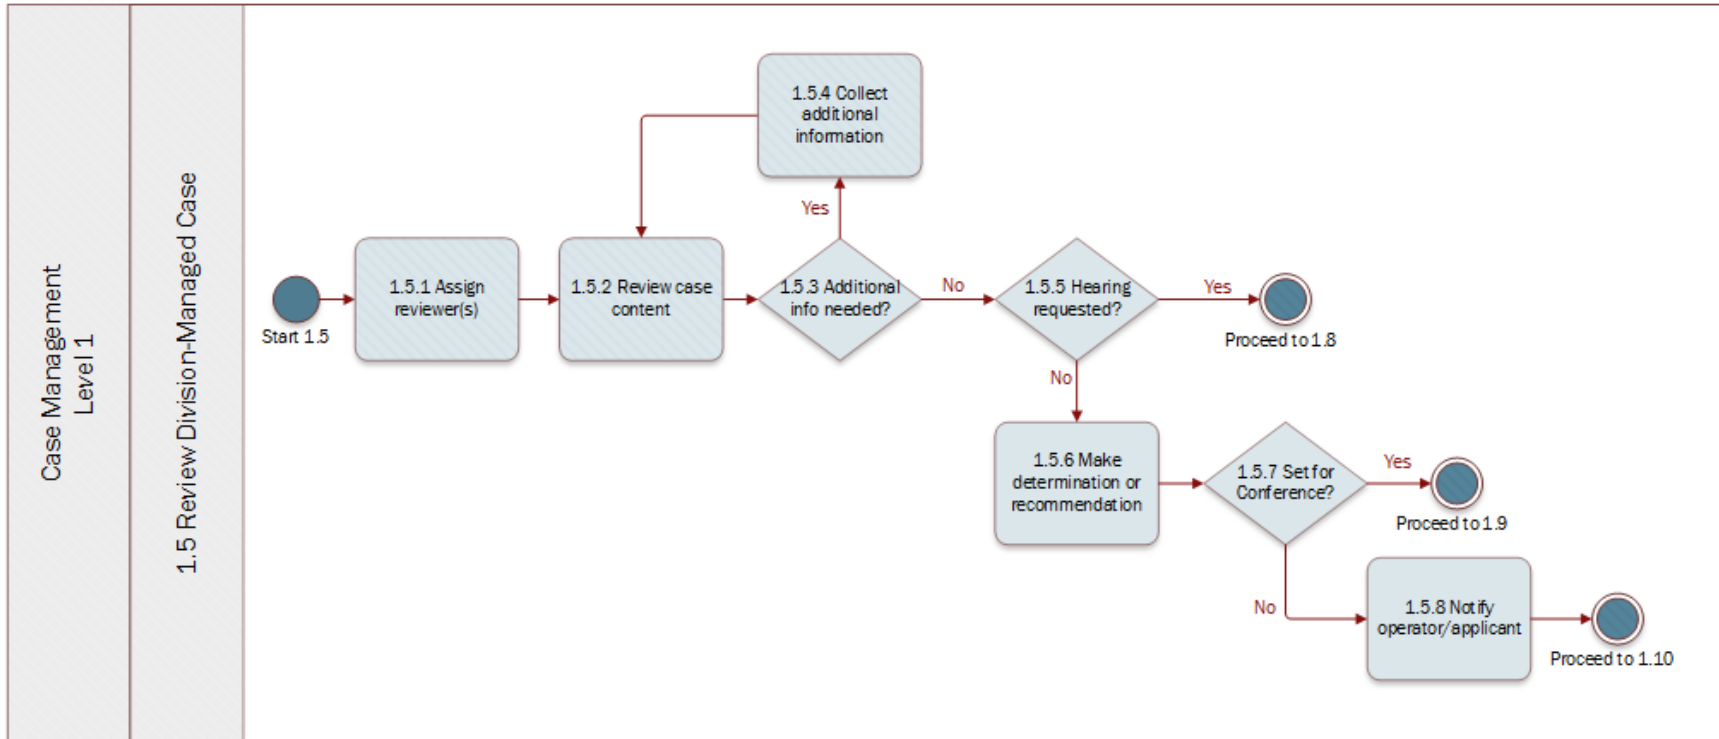 Case Management
Level 1
1.5 Review Division-Managed Case
Start 1.5
1.5.1 Assign
reviewer(s)
1.5.2 Review case
content
1.5.3 Additional
info needed?
Yes
1.5.4 Collect
additional
information
No
1.5.5 Hearing
requested?
Yes
Proceed to 1.8
No
1.5.6 Make
determination or
recommendation
1.5.7 Set for
Conference?
Yes
Proceed to 1.9
No
1.5.8 Notify
operator/applicant
Proceed to 1.10